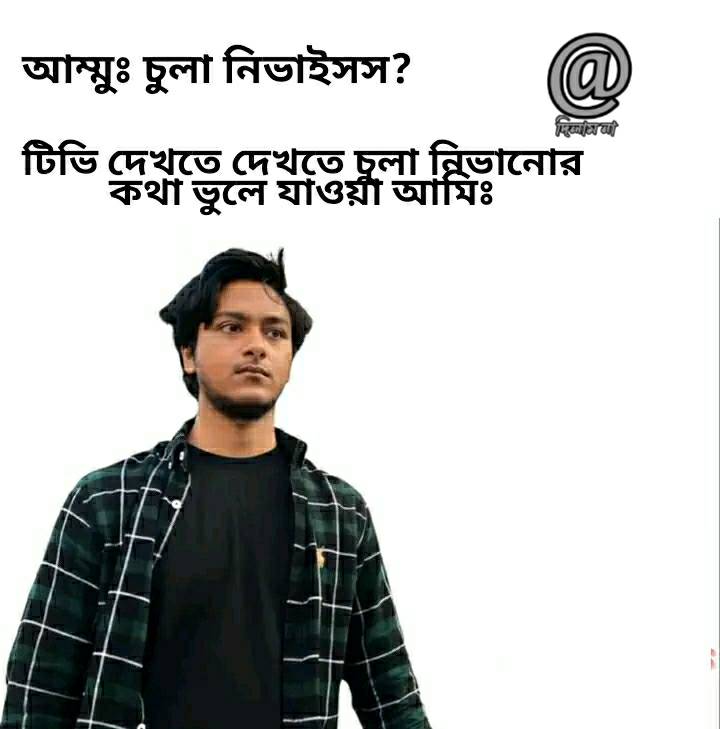 আম্মুঃ চুলা নিভাইসস?
@
দিলাম না
টিভি দেখতে দেখতে চুলা নিভানোর
কথা ভুলে যাওয়া আমিঃ